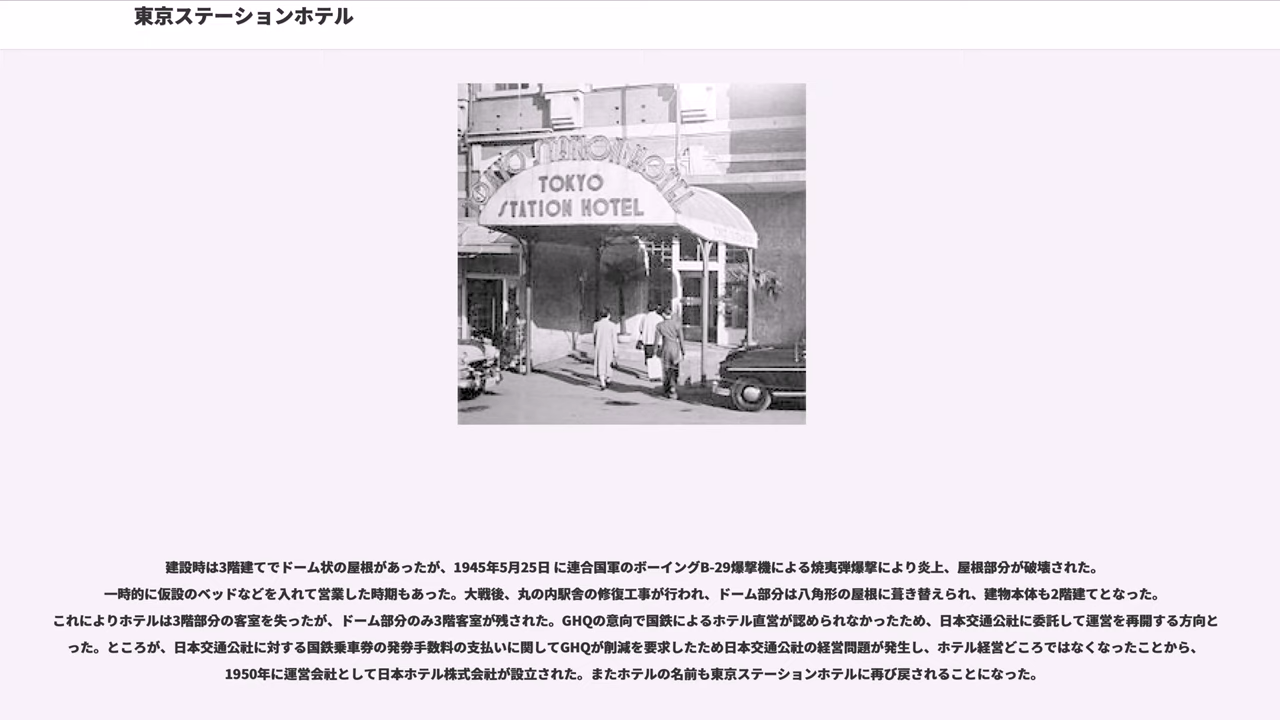 東京ステーションホテル
TOKYO STATION HOTEL
TOKYO
STATION HOTEL
建設時は3階建てでドーム状の屋根があったが、1945年5月25日 に連合国軍のボーイングB-29爆撃機による焼夷弾爆撃により炎上、屋根部分が破壊された。
一時的に仮設のベッドなどを入れて営業した時期もあった。大戦後、丸の内駅舎の修復工事が行われ、ドーム部分は八角形の屋根に葺き替えられ、建物本体も2階建てとなった。
これによりホテルは3階部分の客室を失ったが、ドーム部分のみ3階客室が残された。GHQの意向で国鉄によるホテル直営が認められなかったため、日本交通公社に委託して運営を再開する方向と
った。ところが、日本交通公社に対する国鉄乗車券の発券手数料の支払いに関してGHQが削減を要求したため日本交通公社の経営問題が発生し、ホテル経営どころではなくなったことから、
1950年に運営会社として日本ホテル株式会社が設立された。またホテルの名前も東京ステーションホテルに再び戻されることになった。